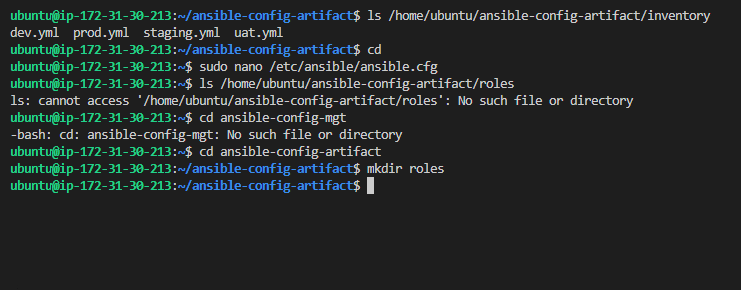 ubuntu@ip-172-31-30-213:~/ansible-config-artifact$ ls /home/ubuntu/ansible-config-artifact/inventory
dev.yml  prod.yml  staging.yml  uat.yml
ubuntu@ip-172-31-30-213:~/ansible-config-artifact$ cd
ubuntu@ip-172-31-30-213:~$ sudo nano /etc/ansible/ansible.cfg
ubuntu@ip-172-31-30-213:~$ ls /home/ubuntu/ansible-config-artifact/roles
ls: cannot access '/home/ubuntu/ansible-config-artifact/roles': No such file or directory
ubuntu@ip-172-31-30-213:~$ cd ansible-config-mgt
-bash: cd: ansible-config-mgt: No such file or directory
ubuntu@ip-172-31-30-213:~$ cd ansible-config-artifact
ubuntu@ip-172-31-30-213:~/ansible-config-artifact$ mkdir roles
ubuntu@ip-172-31-30-213:~/ansible-config-artifact$